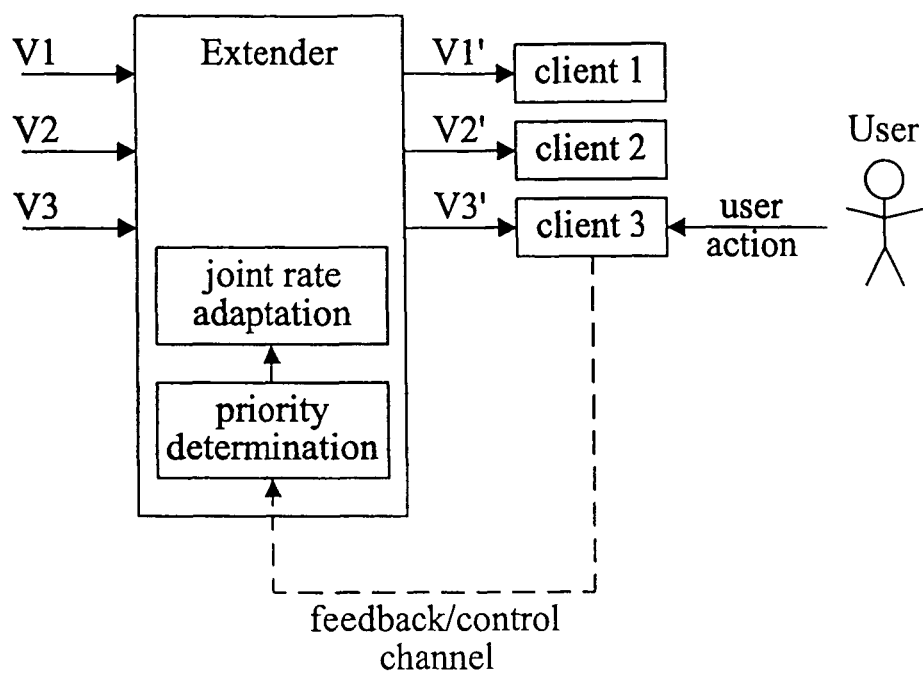 V1
Extender
V1'
client 1
V2
V2'
client 2
User
V3
V3'
client 3
user
action
joint rate
adaptation
priority
determination
feedback/control
channel